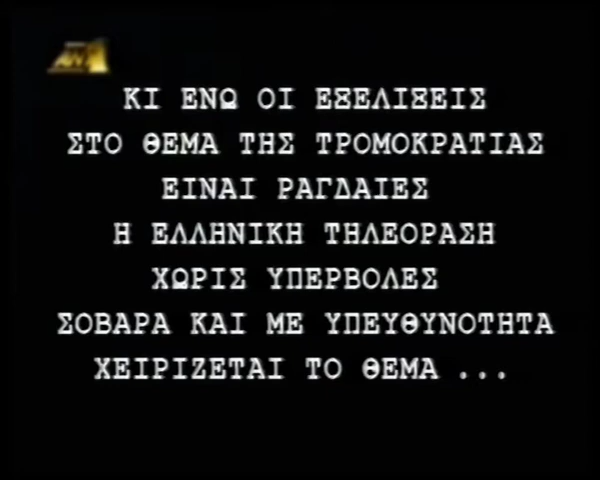 ΑΝΤ1
ΚΙ ΕΝΩ ΟΙ ΕΞΕΛΙΞΕΙΣ
ΣΤΟ ΘΕΜΑ ΤΗΣ ΤΡΟΜΟΚΡΑΤΙΑΣ
ΕΙΝΑΙ ΡΑΓΔΑΙΕΣ
Η ΕΛΛΗΝΙΚΗ ΤΗΛΕΟΡΑΣΗ
ΧΩΡΙΣ ΥΠΕΡΒΟΛΕΣ
ΣΟΒΑΡΑ ΚΑΙ ΜΕ ΥΠΕΥΘΥΝΟΤΗΤΑ
ΧΕΙΡΙΖΕΤΑΙ ΤΟ ΘΕΜΑ ...